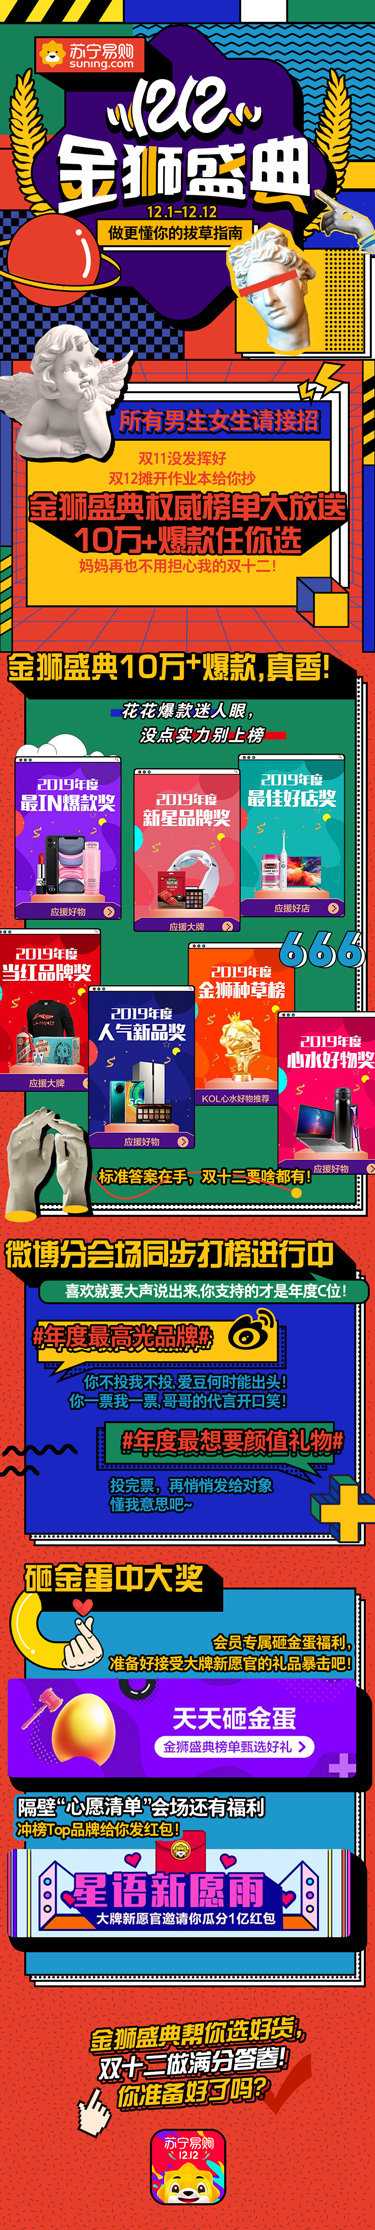 苏宁易购
suning.com
1212
金狮盛典
12.1-12.12
做更懂你的拔草指南
所有男生女生请接招
双11没发挥好
双12摊开作业本给你抄
金狮盛典权威榜单大放送
10万+爆款任你选
妈妈再也不用担心我的双十二!
金狮盛典10万+爆款,真香!
花花爆款迷人眼，
没点实力别上榜
2019年度
最IN爆款奖
应援好物
2019年度
新星品牌奖
应援大牌
2019年度
最佳好店奖
应援好店
666
2019年度
当红品牌奖
应援大牌
2019年度
人气新品奖
应援好物
2019年度
金狮种草榜
KOL心水好物推荐
2019年度
心水好物奖
应援好物
标准答案在手，双十二要啥都有!
微博分会场同步打榜进行中
喜欢就要大声说出来,你支持的才是年度C位!
#年度最高光品牌#
你不投我不投,爱豆何时能出头!
你一票我一票,哥哥的代言开口笑!
#年度最想要颜值礼物#
投完票，再悄悄发给对象
懂我意思吧~
砸金蛋中大奖
会员专属砸金蛋福利,
准备好接受大牌新愿官的礼品暴击吧!
天天砸金蛋
金狮盛典榜单甄选好礼
隔壁“心愿清单”会场还有福利
冲榜Top品牌给你发红包!
星语新愿雨
大牌新愿官邀请你瓜分1亿红包
金狮盛典帮你选好货,
双十二做满分答卷!
你准备好了吗?
苏宁易购
12.12